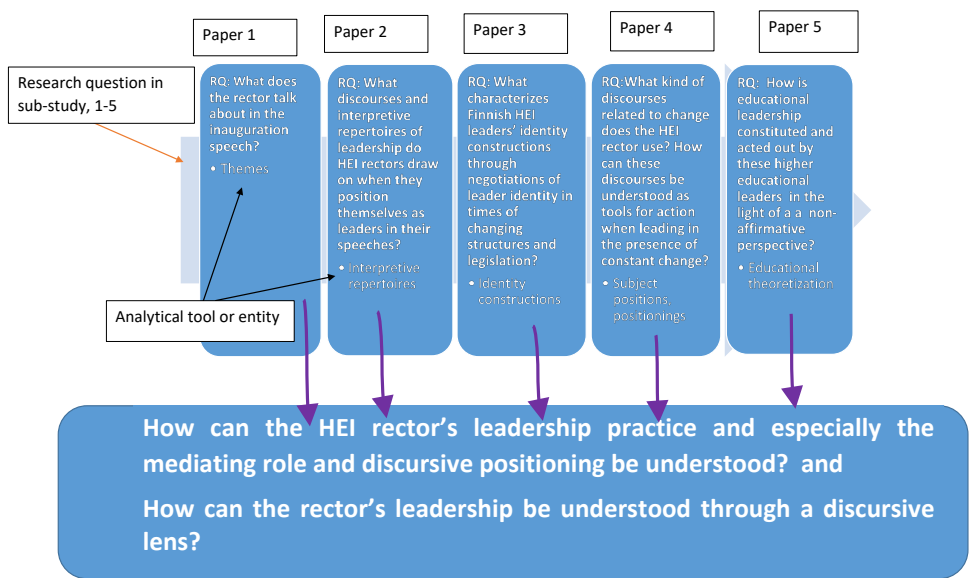 Paper 1
Paper 2
Paper 3
Paper 4
Paper 5
Research question in
sub-study, 1-5
RQ: What does
the rector talk
about in the
inauguration
speech?
• Themes
RQ: What
discourses and
interpretive
repertoires of
leadership do
HEI rectors draw
on when they
position
themselves as
leaders in their
speeches?
• Interpretive
repertoires
RQ: What
characterizes
Finnish HEI
leaders' identity
constructions
through
negotiations of
leader identity in
times of
changing
structures and
legislation?
• Identity
constructions
RQ:What kind of
discourses
related to change
does the HEI
rector use? How
can these
discourses be
understood as
tools for action
when leading in
the presence of
constant change?
• Subject
positions,
positionings
RQ: How is
educational
leadership
constituted and
acted out by
these higher
educational
leaders in the
light of a a non-
affirmative
perspective?
• Educational
theoretization
Analytical tool or entity
How can the HEI rector's leadership practice and especially the
mediating role and discursive positioning be understood? and
How can the rector's leadership be understood through a discursive
lens?